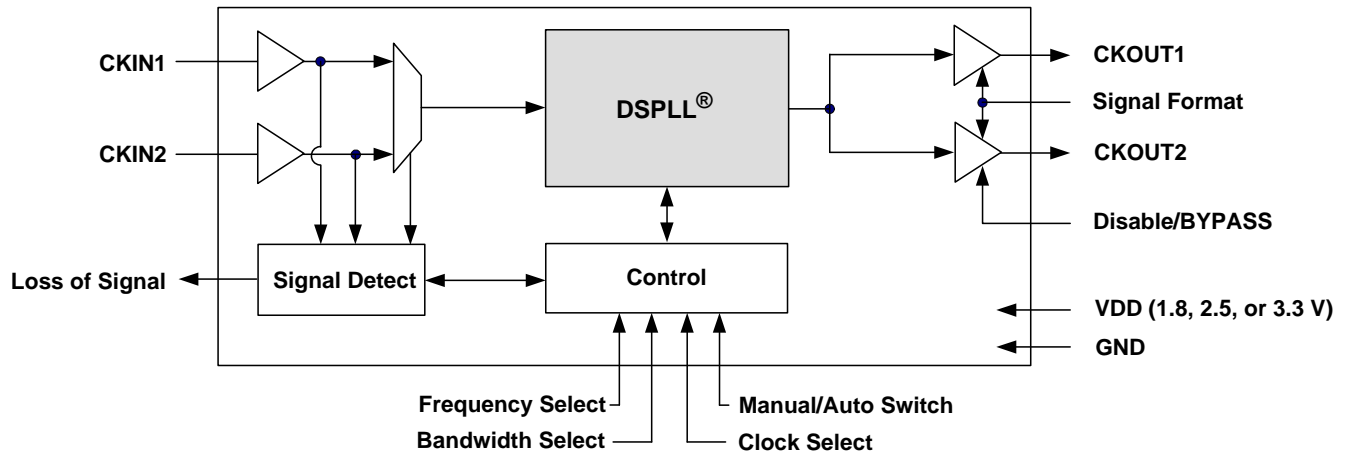 CKIN1
CKIN2
DSPLL®
CKOUT1
Signal Format
CKOUT2
Disable/BYPASS
Loss of Signal
Signal Detect
Control
VDD (1.8, 2.5, or 3.3 V)
GND
Frequency Select
Manual/Auto Switch
Bandwidth Select
Clock Select